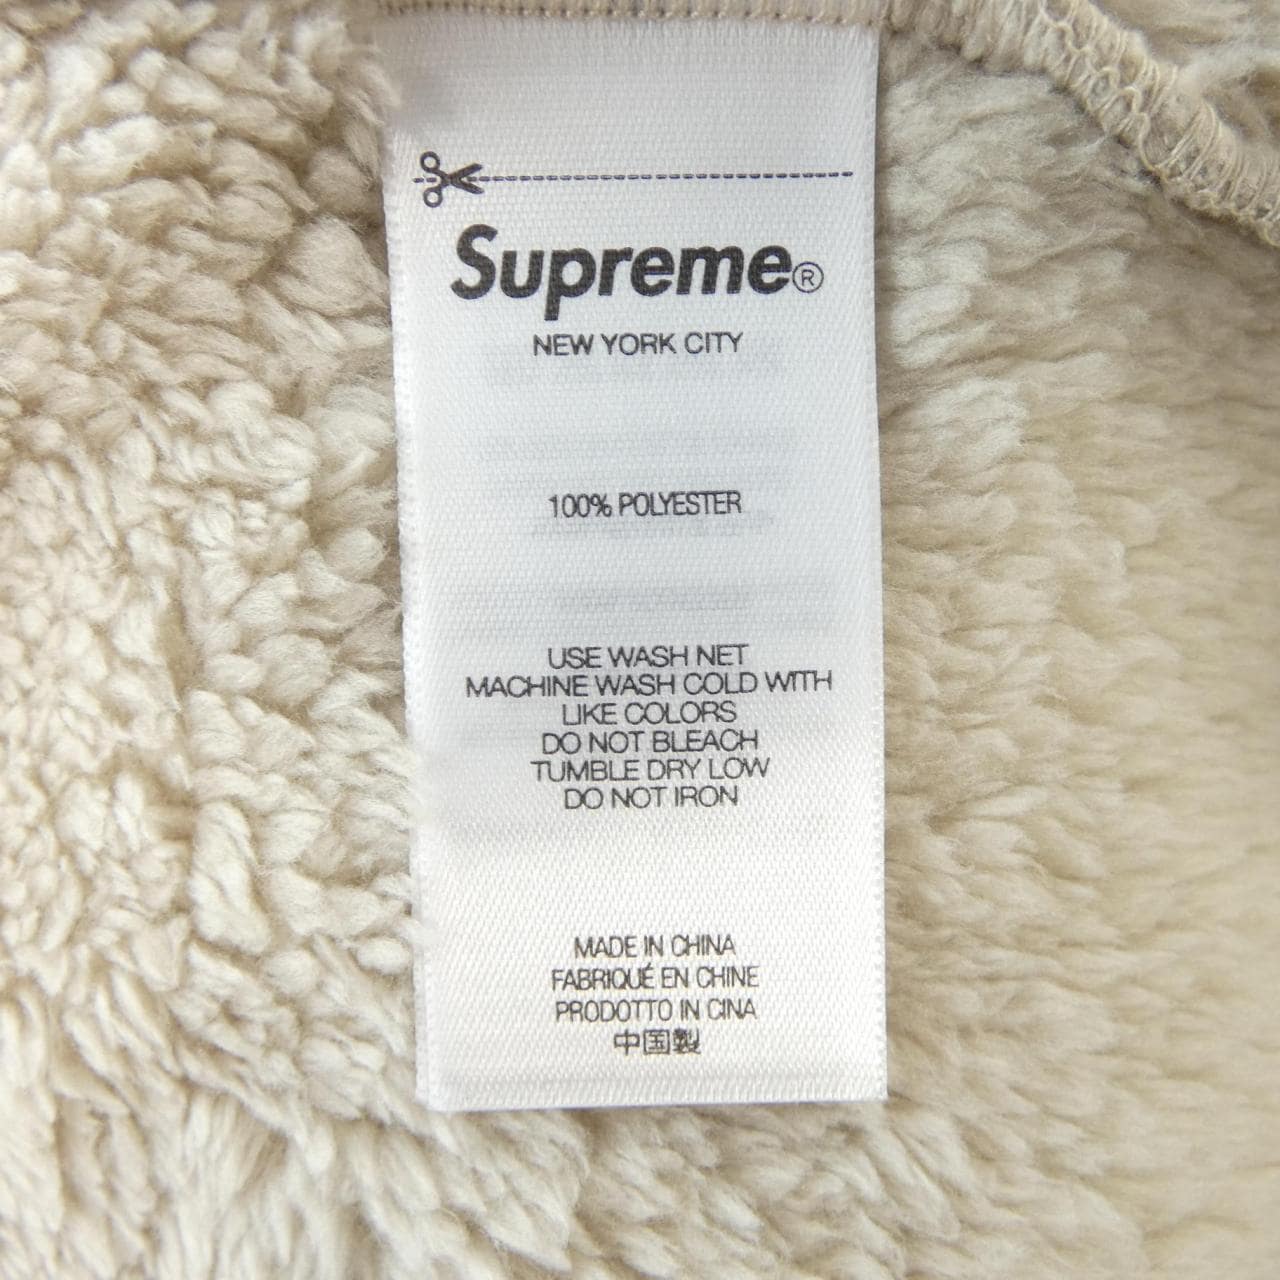 Supreme®
NEW YORK CITY
100% POLYESTER
USE WASH NET
MACHINE WASH COLD WITH
LIKE COLORS
DO NOT BLEACH
TUMBLE DRY LOW
DO NOT IRON
MADE IN CHINA
FABRIQUÉ EN CHINE
PRODOTTO IN CINA
中国製